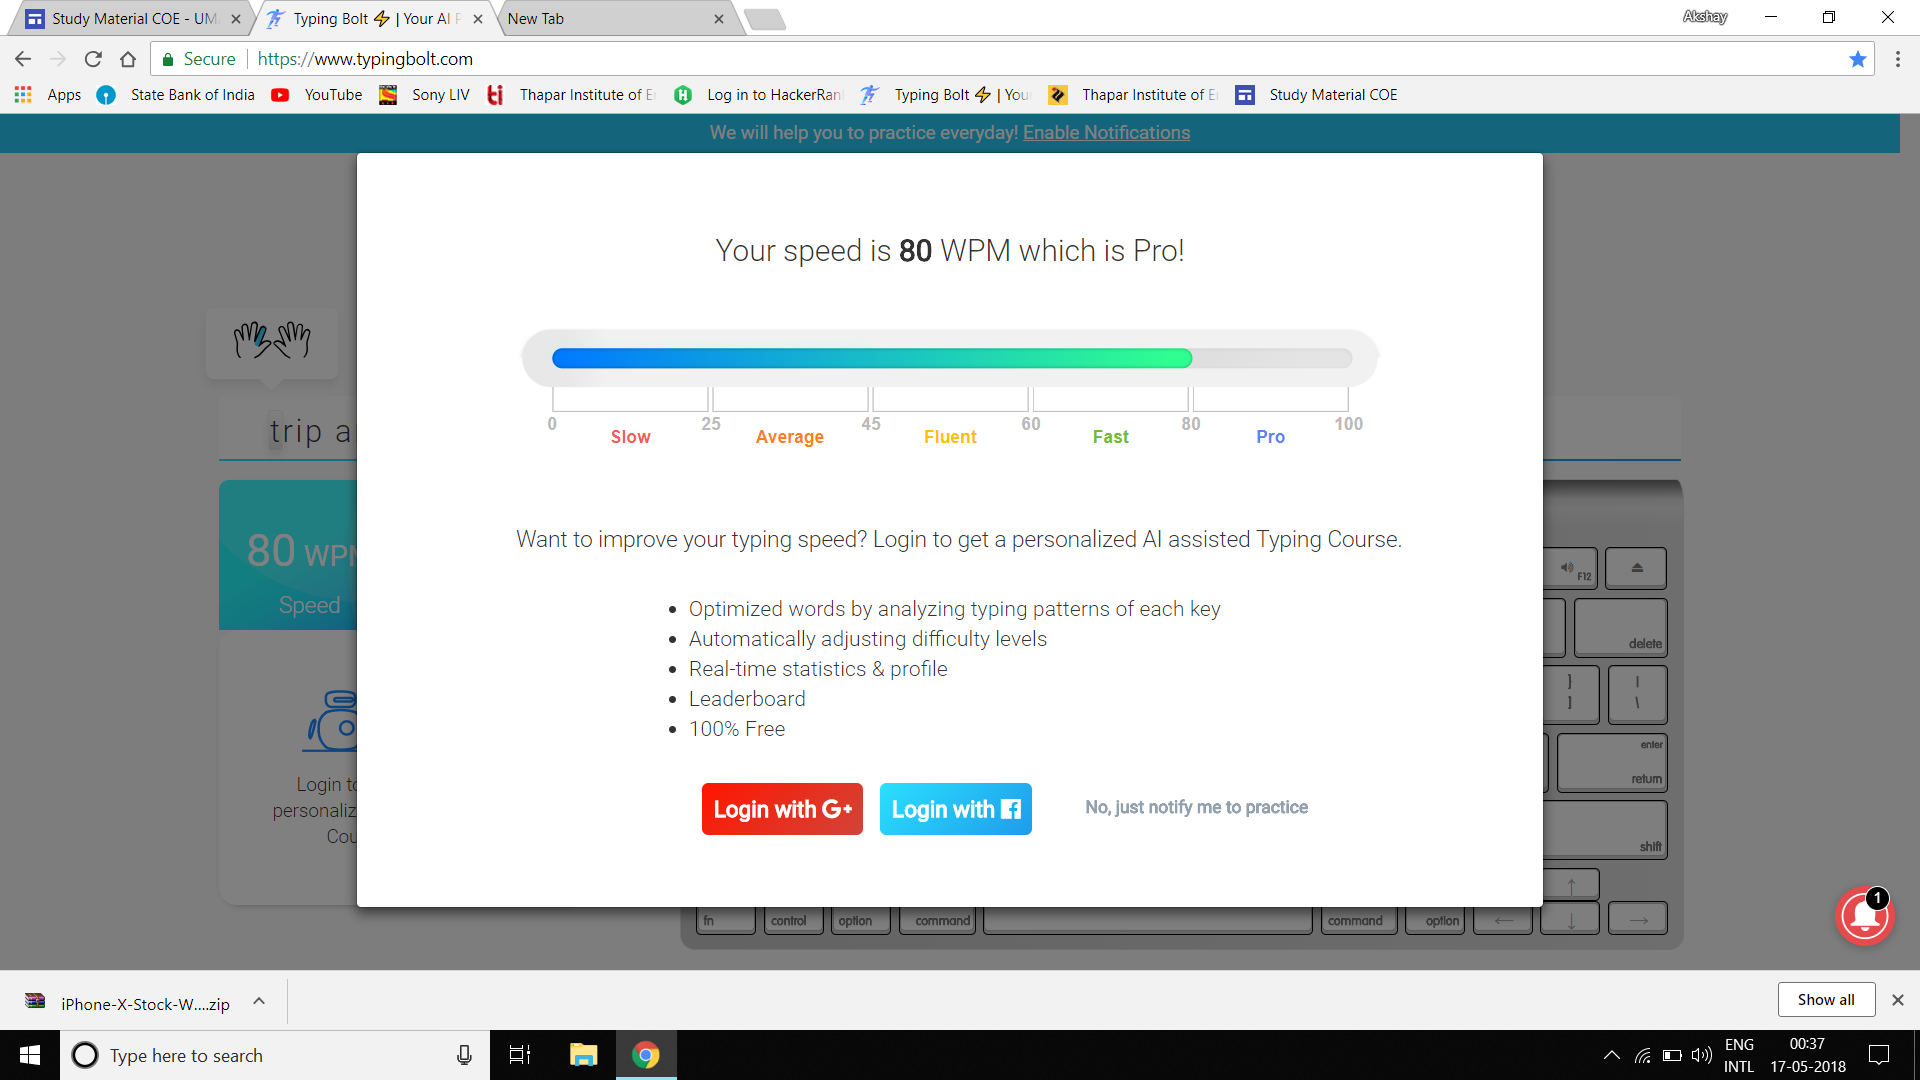 Study Material COE - UM
Typing Bolt ⚡ | Your AI P
New Tab
Akshay
Secure
https://www.typingbolt.com
Apps
State Bank of India
YouTube
Sony LIV
Thapar Institute of E
Log in to HackerRan
Typing Bolt ⚡ | You
Thapar Institute of E
Study Material COE
We will help you to practice everyday! Enable Notifications
Your speed is 80 WPM which is Pro!
0 25 45 60 80 100
Slow Average Fluent Fast Pro
trip a
80 WPM
Speed
Want to improve your typing speed? Login to get a personalized AI assisted Typing Course.
Optimized words by analyzing typing patterns of each key
Automatically adjusting difficulty levels
Real-time statistics & profile
Leaderboard
100% Free
Login to
personaliz
Cou
Login with G+
Login with f
No, just notify me to practice
F12
delete
} ]
| \
enter
return
shift
fn control option command command option ← ↑ ↓ →
1
iPhone-X-Stock-W....zip
Show all
Type here to search
ENG
INTL
00:37
17-05-2018